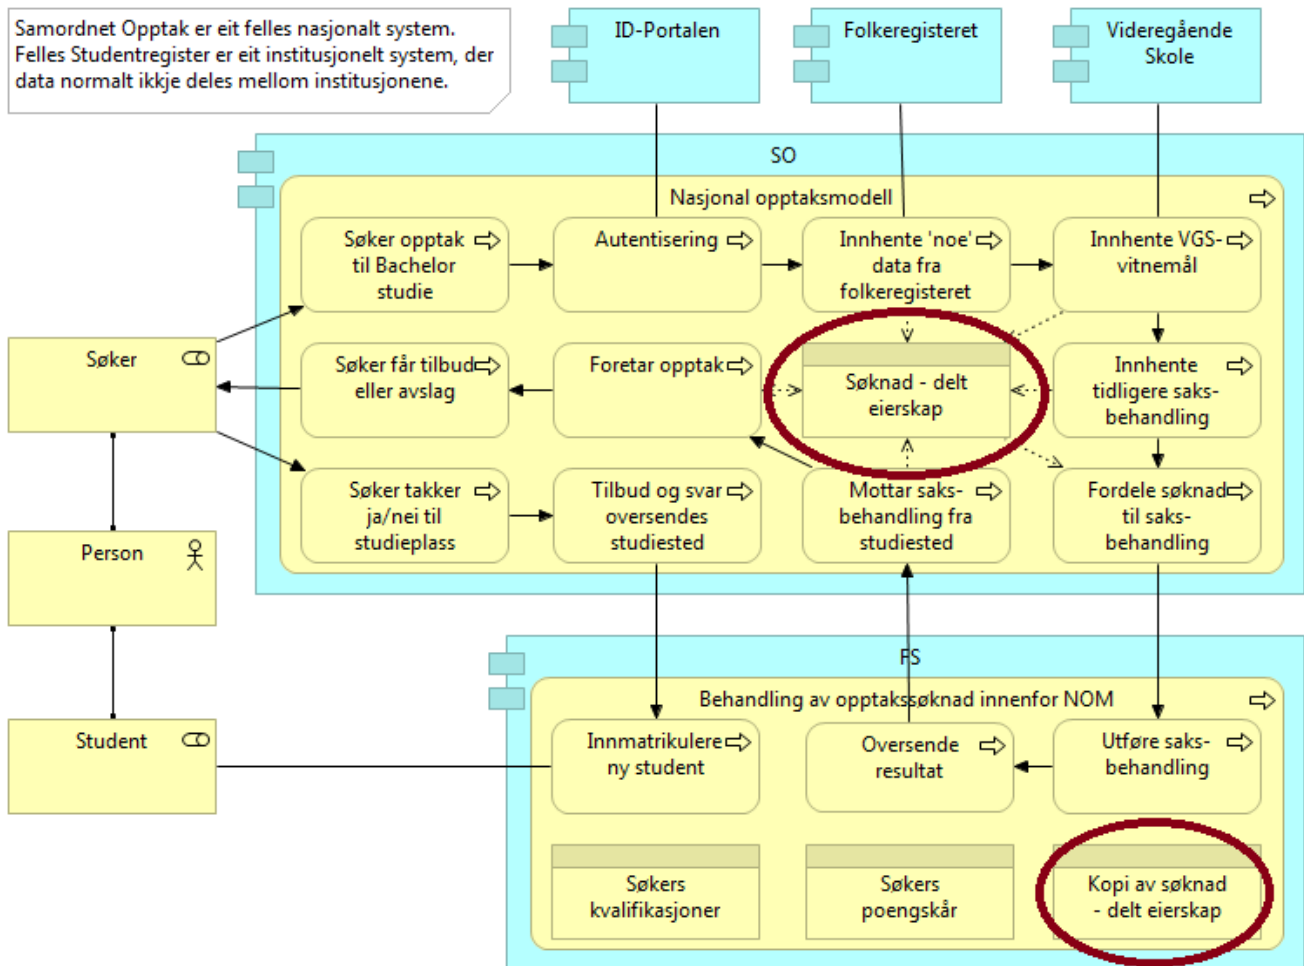 Samordnet Opptak er eit felles nasjonalt system.
Felles Studentregister er eit institusjonelt system, der
data normalt ikkje deles mellom institusjonene.
ID-Portalen
Folkeregisteret
Videregående
Skole
SO
Nasjonal opptaksmodell
Søker opptak
til Bachelor
studie
Autentisering
Innhente 'noe'
data fra
folkeregisteret
Innhente VGS-
vitnemål
Søker
Søker får tilbud
eller avslag
Foretar opptak
Søknad - delt
eierskap
Innhente
tidligere saks-
behandling
Søker takker
ja/nei til
studieplass
Tilbud og svar
oversendes
studiested
Mottar saks-
behandling fra
studiested
Fordele søknad
til saks-
behandling
Person
FS
Behandling av opptakssøknad innenfor NOM
Student
Innmatrikulere
ny student
Oversende
resultat
Utføre saks-
behandling
Søkers
kvalifikasjoner
Søkers
poengskår
Kopi av søknad
- delt eierskap